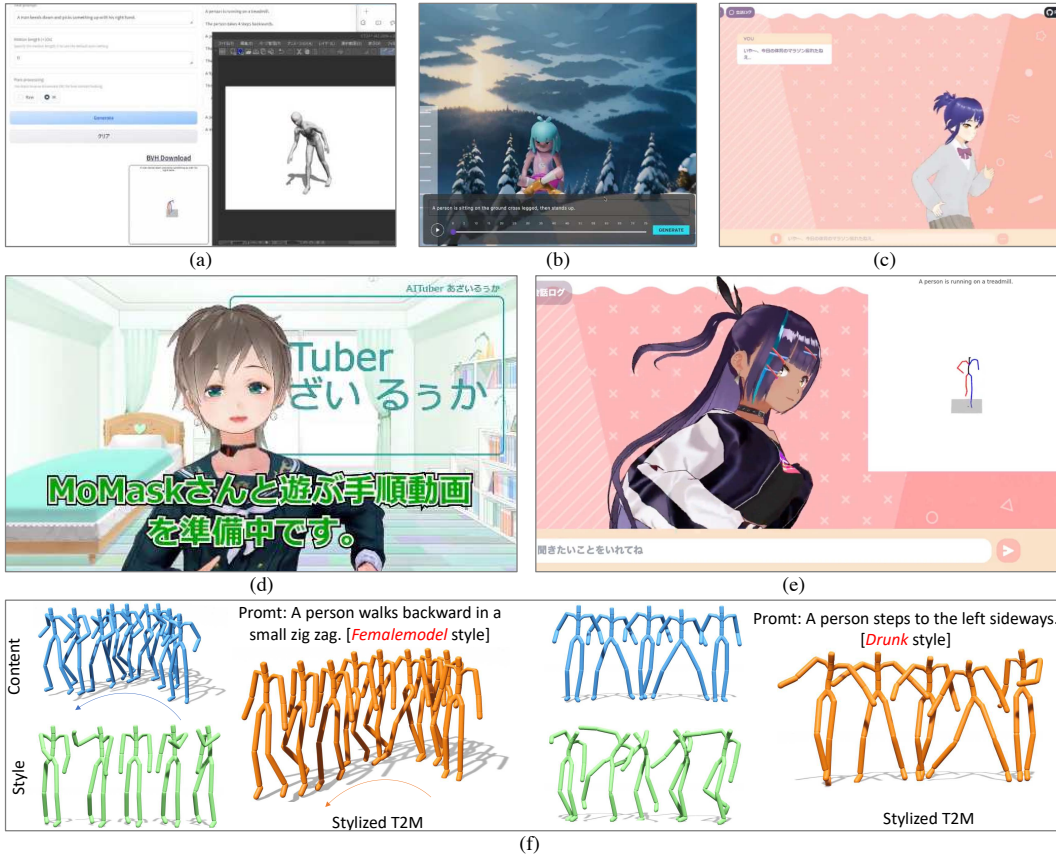 A man bends down and picks something up with his right hand.
A person is running on a treadmill.
The person takes 4 steps backwards.
Generate
クリア
BVH Download
(a)
A person is sitting on the ground cross legged, then stands up.
GENERATE
(b)
YOU
(c)
AITuber あざいるぅか
Tuber
ざい るぅか
MoMaskさんと遊ぶ手順動画
を準備中です。
(d)
話ログ
A person is running on a treadmill.
聞きたいことをいれてね
(e)
Content
Style
Promt: A person walks backward in a
small zig zag. [Femalemodel style]
Stylized T2M
Promt: A person steps to the left sideways.
[Drunk style]
Stylized T2M
(f)